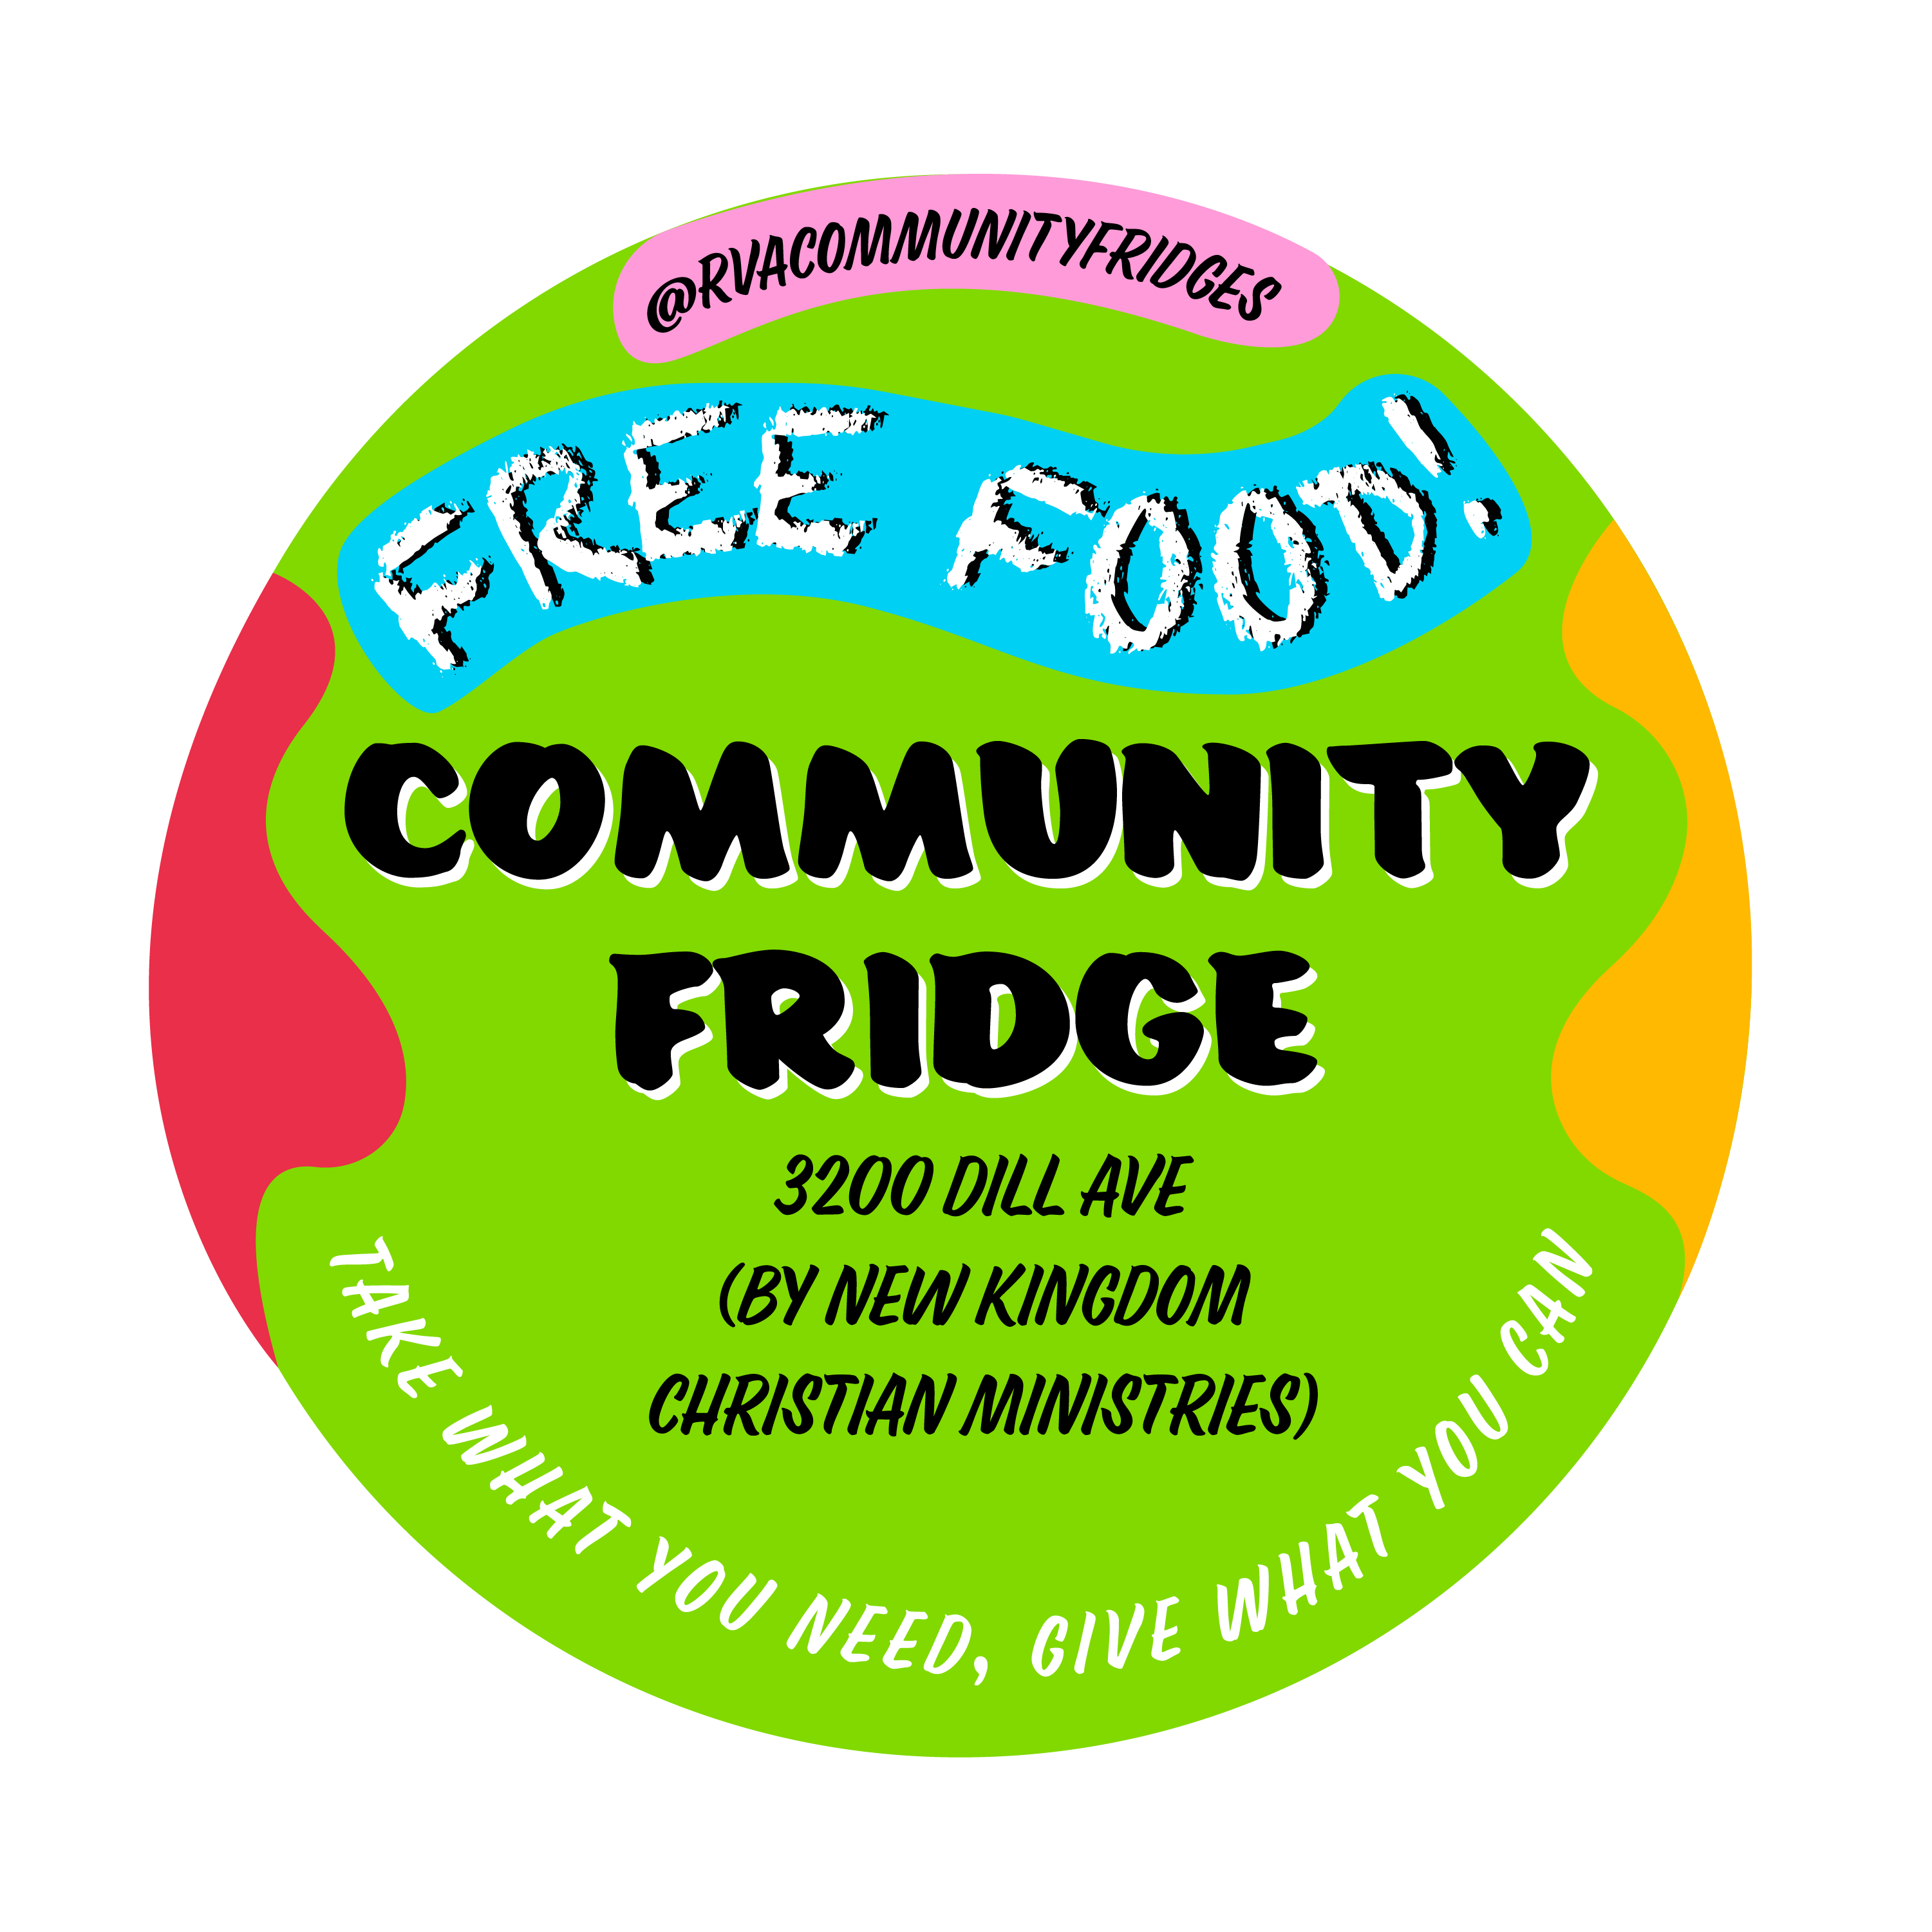 @RVACOMMUNITYFRIDGES
FREE FOOD!
COMMUNITY
FRIDGE
3200 DILL AVE
(BY NEW KINGDOM
CHRISTIAN MINISTRIES)
TAKE WHAT YOU NEED, GIVE WHAT YOU CAN